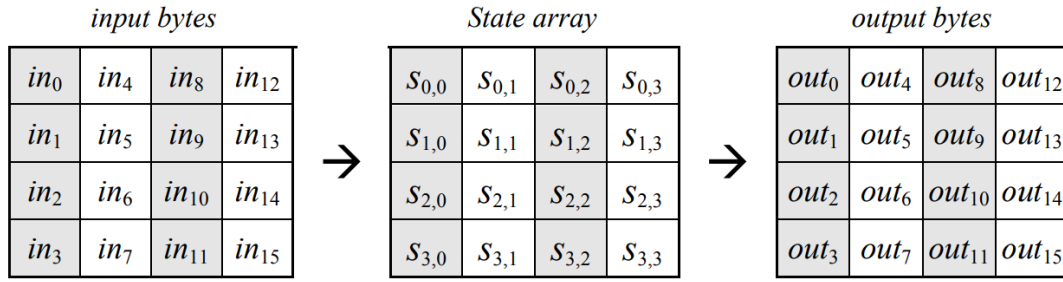 input bytes State array output bytes
in0 in4 in8 in12 s0,0 s0,1 s0,2 s0,3 out0 out4 out8 out12
in1 in5 in9 in13 s1,0 s1,1 s1,2 s1,3 out1 out5 out9 out13
→ →
in2 in6 in10 in14 s2,0 s2,1 s2,2 s2,3 out2 out6 out10 out14
in3 in7 in11 in15 s3,0 s3,1 s3,2 s3,3 out3 out7 out11 out15